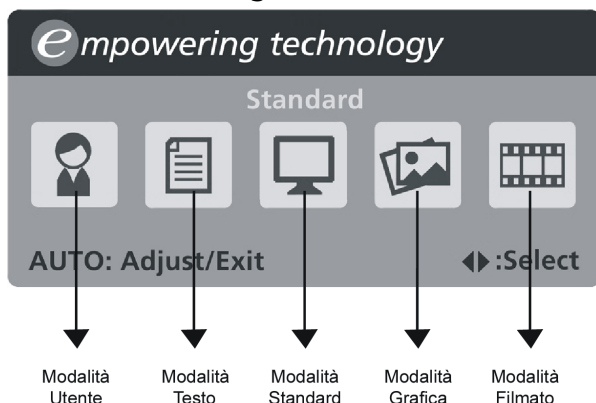 empowering technology
Standard
AUTO: Adjust/Exit ◀▶:Select
Modalità Modalità Modalità Modalità Modalità
Utente Testo Standard Grafica Filmato